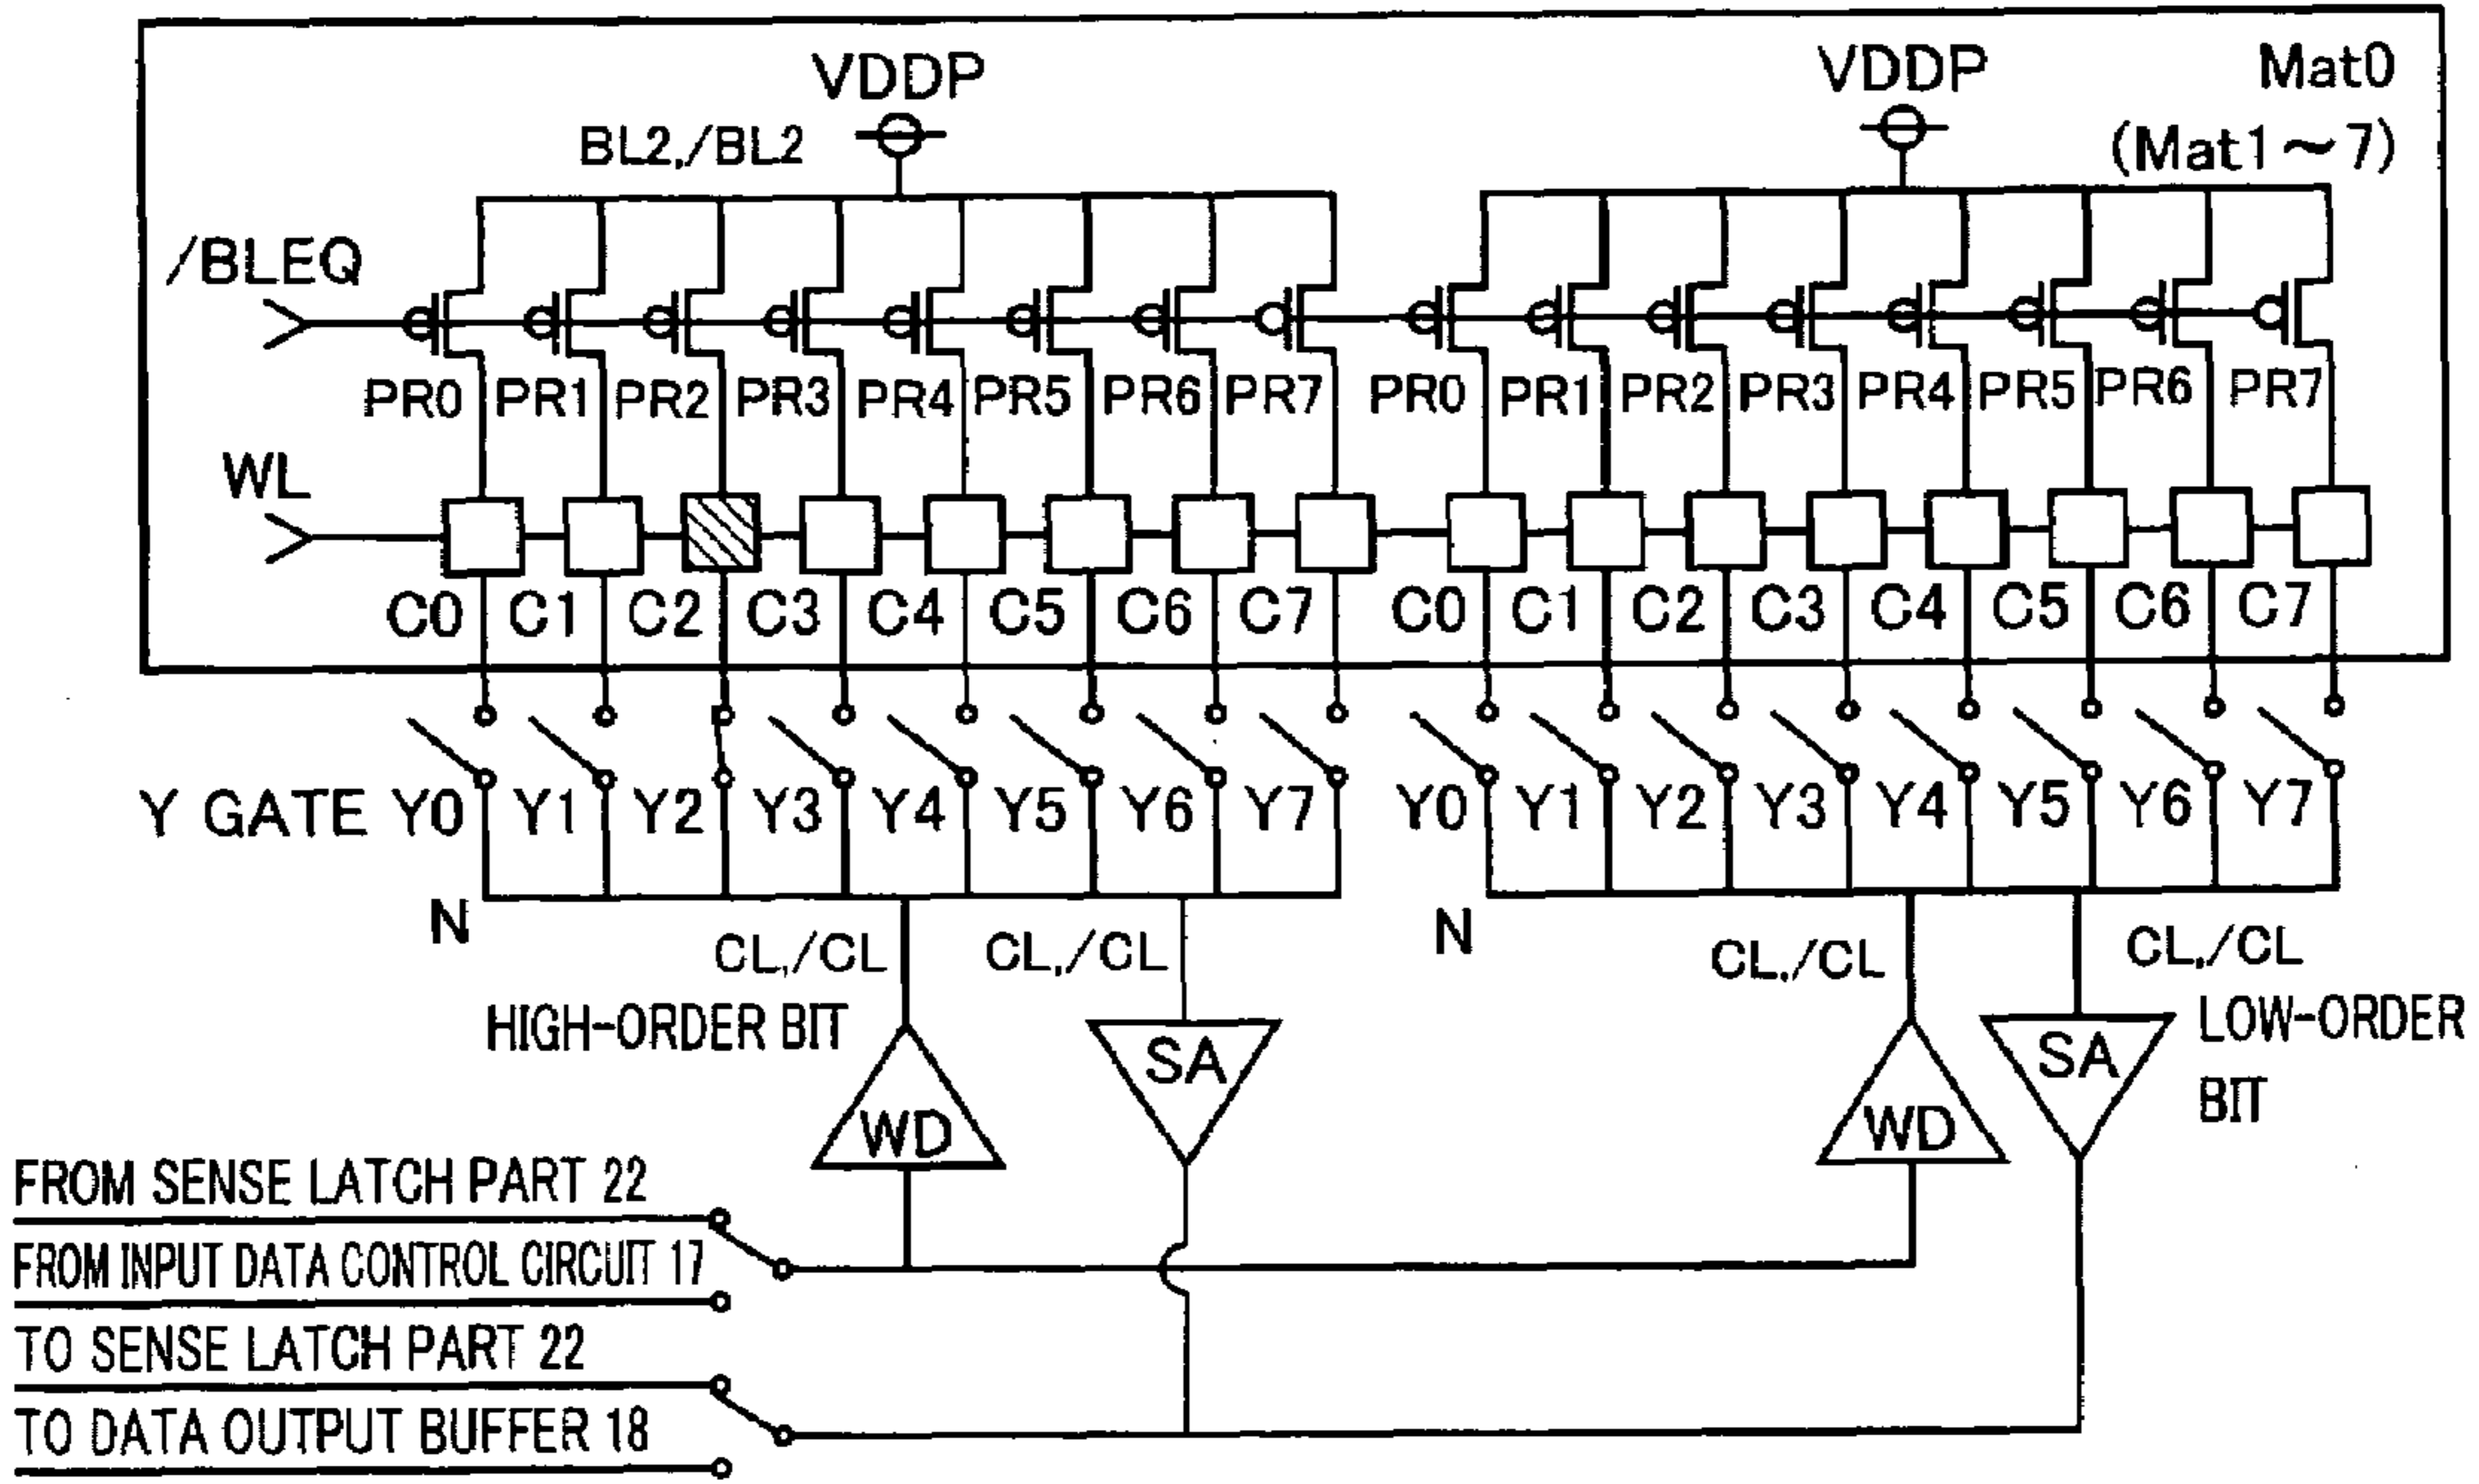 VDDP VDDP Mat0
BL2,/BL2 (Mat1~7)
/BLEQ
PR0 PR1 PR2 PR3 PR4 PR5 PR6 PR7 PR0 PR1 PR2 PR3 PR4 PR5 PR6 PR7
WL
C0 C1 C2 C3 C4 C5 C6 C7 C0 C1 C2 C3 C4 C5 C6 C7
Y GATE Y0 Y1 Y2 Y3 Y4 Y5 Y6 Y7 Y0 Y1 Y2 Y3 Y4 Y5 Y6 Y7
N N
CL,/CL CL,/CL CL,/CL CL,/CL
HIGH-ORDER BIT LOW-ORDER
BIT
SA SA
WD WD
FROM SENSE LATCH PART 22
FROM INPUT DATA CONTROL CIRCUIT 17
TO SENSE LATCH PART 22
TO DATA OUTPUT BUFFER 18